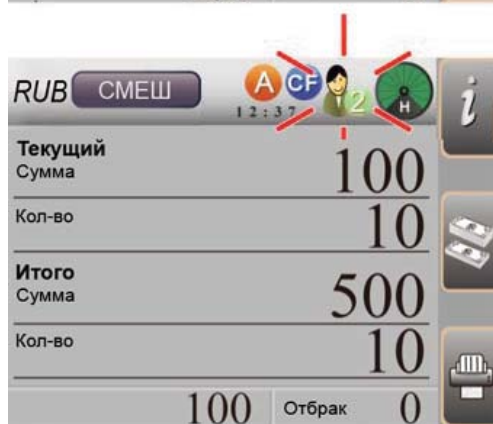 RUB СМЕШ A CF 2 H i
12:37
Текущий
Сумма 100
Кол-во 10
Итого
Сумма 500
Кол-во 10
100 Отбрак 0